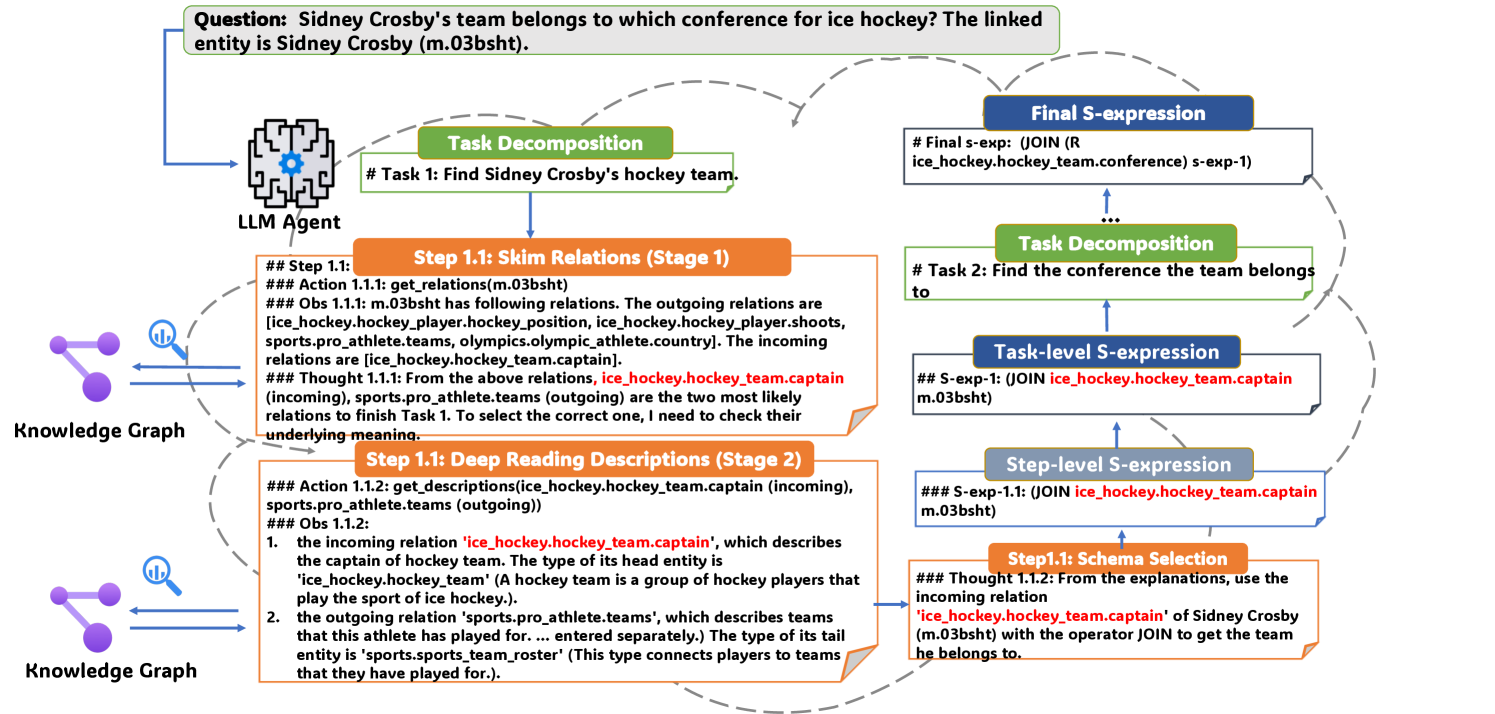 Question: Sidney Crosby's team belongs to which conference for ice hockey? The linked
entity is Sidney Crosby (m.03bsht).
LLM Agent
Task Decomposition
# Task 1: Find Sidney Crosby's hockey team.
Step 1.1: Skim Relations (Stage 1)
## Step 1.1:
### Action 1.1.1: get_relations(m.03bsht)
### Obs 1.1.1: m.03bsht has following relations. The outgoing relations are
[ice_hockey.hockey_player.hockey_position, ice_hockey.hockey_player.shoots,
sports.pro_athlete.teams, olympics.olympic_athlete.country]. The incoming
relations are [ice_hockey.hockey_team.captain].
### Thought 1.1.1: From the above relations, ice_hockey.hockey_team.captain
(incoming), sports.pro_athlete.teams (outgoing) are the two most likely
relations to finish Task 1. To select the correct one, I need to check their
underlying meaning.
Knowledge Graph
Step 1.1: Deep Reading Descriptions (Stage 2)
### Action 1.1.2: get_descriptions(ice_hockey.hockey_team.captain (incoming),
sports.pro_athlete.teams (outgoing))
### Obs 1.1.2:
1. the incoming relation 'ice_hockey.hockey_team.captain', which describes
the captain of hockey team. The type of its head entity is
'ice_hockey.hockey_team' (A hockey team is a group of hockey players that
play the sport of ice hockey.).
2. the outgoing relation 'sports.pro_athlete.teams', which describes teams
that this athlete has played for. ... entered separately.) The type of its tail
entity is 'sports.sports_team_roster' (This type connects players to teams
that they have played for.).
Knowledge Graph
Step1.1: Schema Selection
### Thought 1.1.2: From the explanations, use the
incoming relation
'ice_hockey.hockey_team.captain' of Sidney Crosby
(m.03bsht) with the operator JOIN to get the team
he belongs to.
Step-level S-expression
### S-exp-1.1: (JOIN ice_hockey.hockey_team.captain
m.03bsht)
Task-level S-expression
## S-exp-1: (JOIN ice_hockey.hockey_team.captain
m.03bsht)
Task Decomposition
# Task 2: Find the conference the team belongs
to
...
Final S-expression
# Final s-exp: (JOIN (R
ice_hockey.hockey_team.conference) s-exp-1)